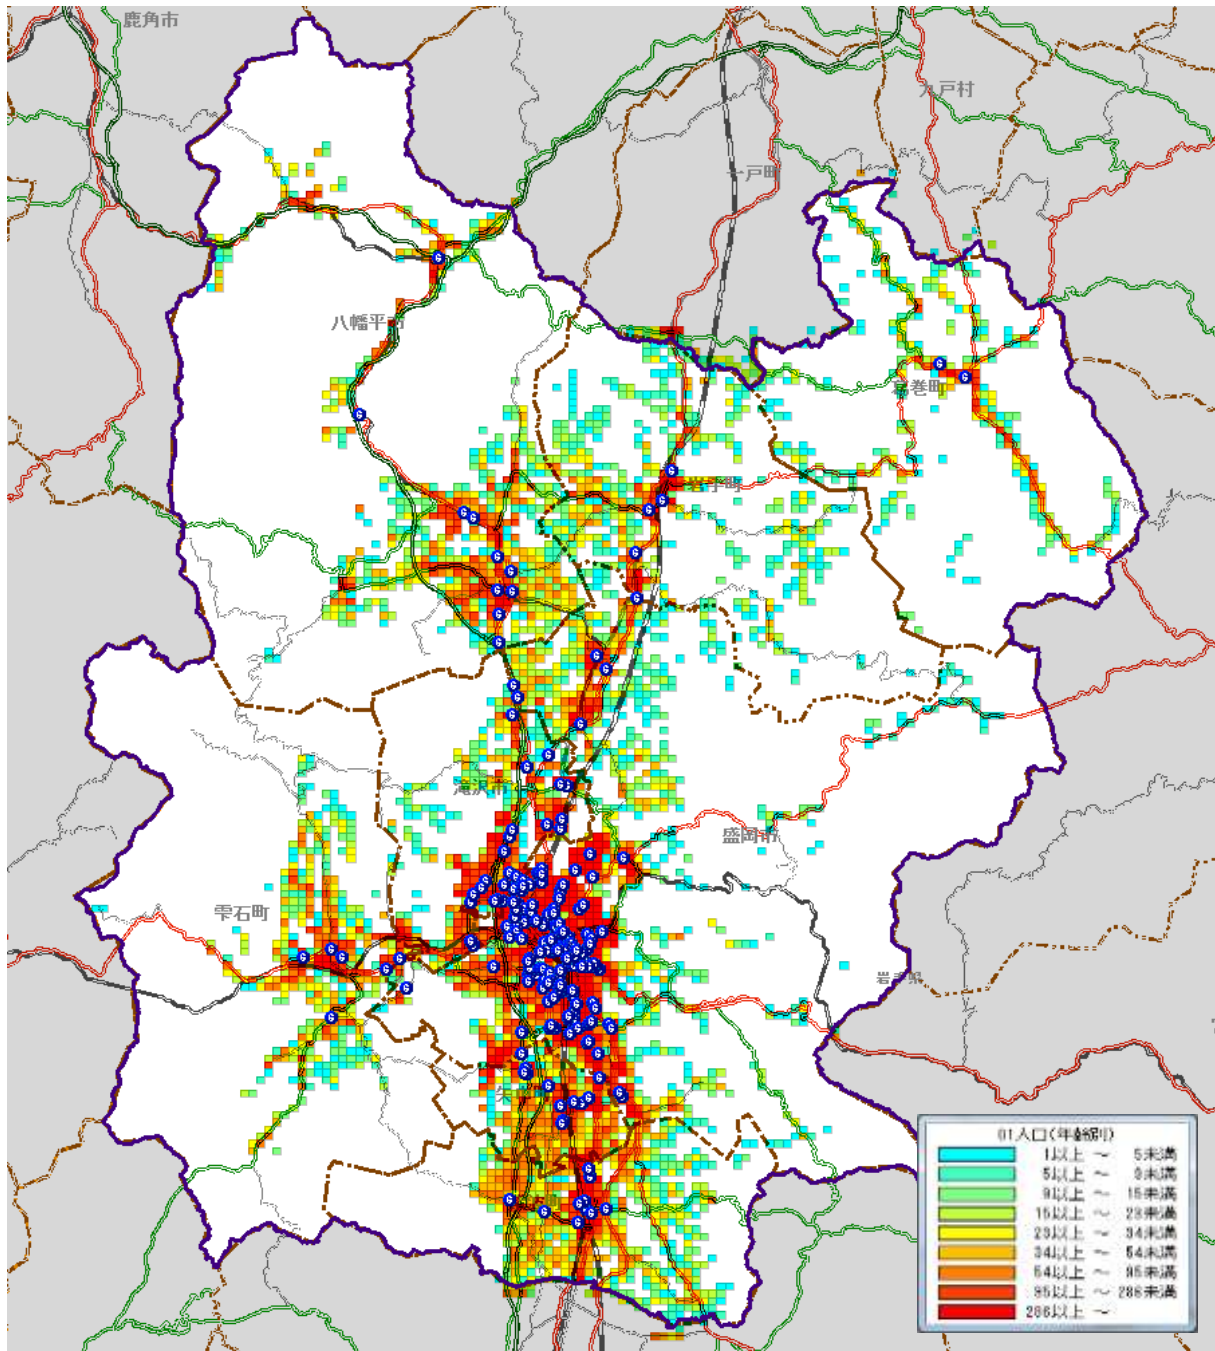 鹿角市
九戸村
一戸町
八幡平市
葛巻町
岩手町
滝沢市
盛岡市
雫石町
岩手県
01人口(年齢別)
1以上 ～ 5未満
5以上 ～ 9未満
9以上 ～ 15未満
15以上 ～ 23未満
23以上 ～ 34未満
34以上 ～ 54未満
54以上 ～ 95未満
95以上 ～ 286未満
286以上 ～